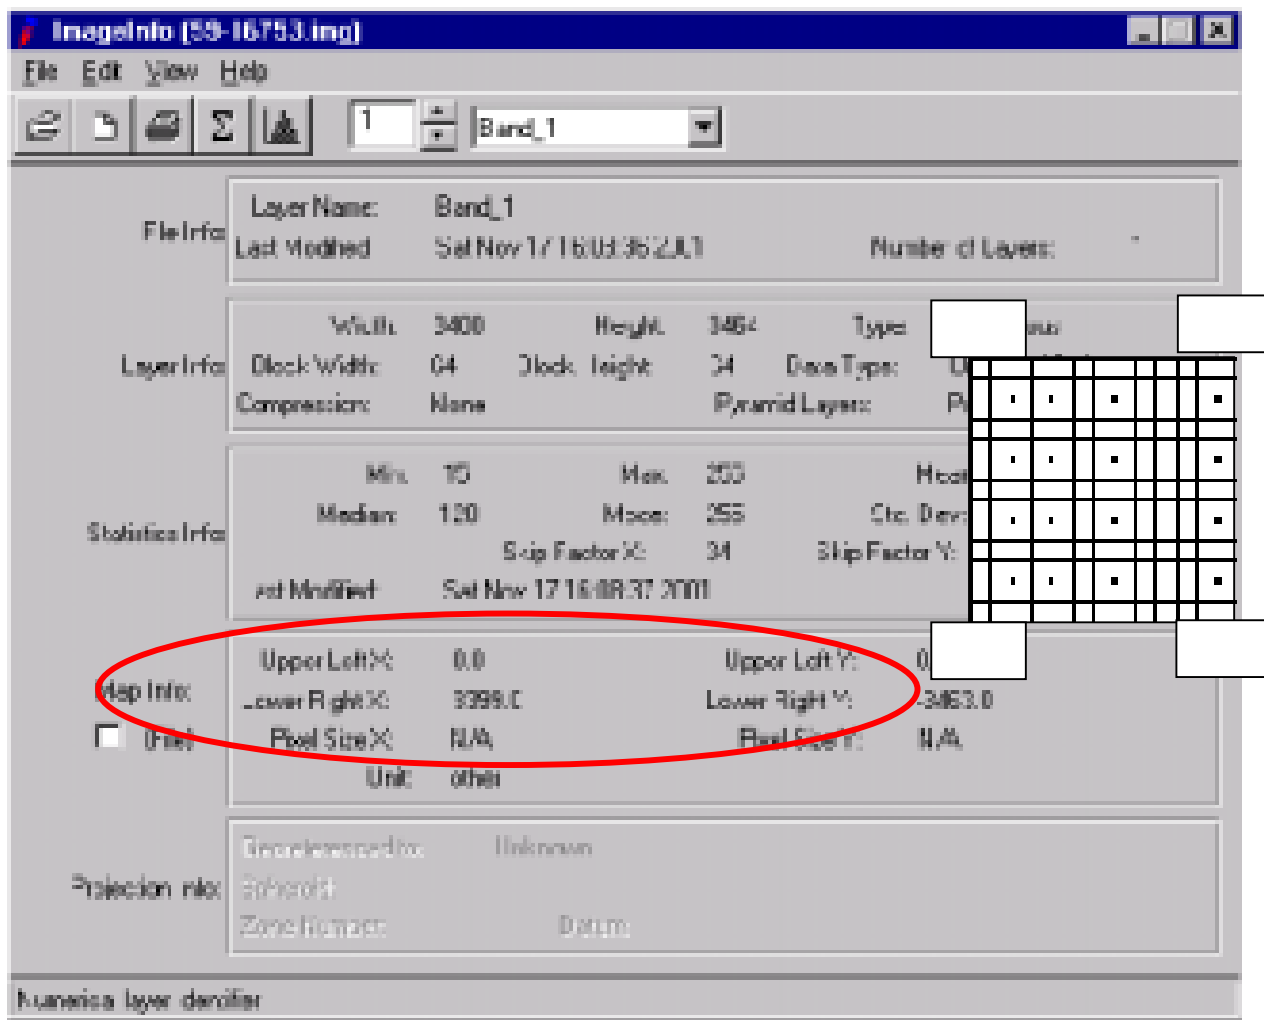 ImageInfo (59-16753.img)
File Edit View Help
1 Band_1
File Info:
Layer Name: Band_1
Last Modified: Sat Nov 17 16:03:36 2001 Number of Layers: 1
Layer Info:
Width: 3400 Height: 3464 Type:
Block Width: 64 Block Height: 64 Data Type:
Compression: None Pyramid Layers:
Statistics Info:
Min: Max: 255
Median: Mode: 255 Std. Dev:
Skip Factor X: 34 Skip Factor Y:
Last Modified: Sat Nov 17 16:08:37 2001
Map Info:
(File)
Upper Left X: 0.0 Upper Left Y:
Lower Right X: 3399.0 Lower Right Y: -3463.0
Pixel Size X: N/A Pixel Size Y: N/A
Unit: other
Projection Info:
Georeferenced to: Unknown
Spheroid:
Zone Number: Datum:
Numerical layer identifier